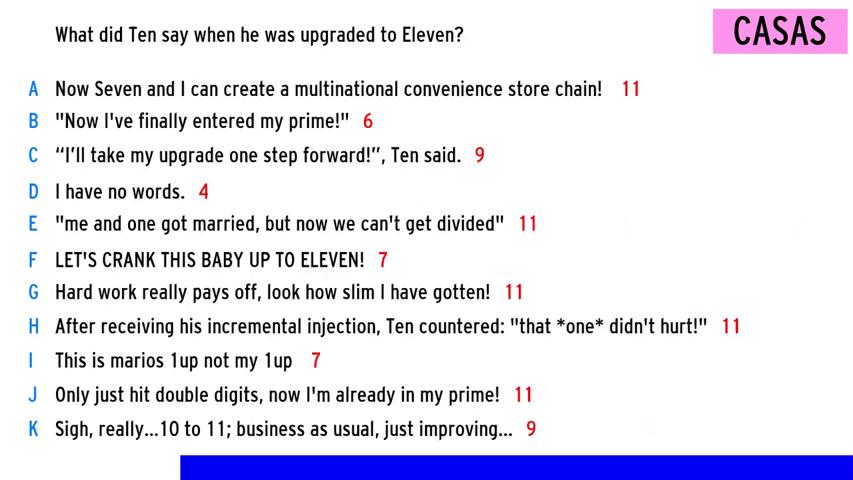 What did Ten say when he was upgraded to Eleven?
CASAS
A Now Seven and I can create a multinational convenience store chain! 11
B "Now I've finally entered my prime!" 6
C “I’ll take my upgrade one step forward!”, Ten said. 9
D I have no words. 4
E "me and one got married, but now we can't get divided" 11
F LET'S CRANK THIS BABY UP TO ELEVEN! 7
G Hard work really pays off, look how slim I have gotten! 11
H After receiving his incremental injection, Ten countered: "that *one* didn't hurt!" 11
I This is marios 1up not my 1up 7
J Only just hit double digits, now I'm already in my prime! 11
K Sigh, really...10 to 11; business as usual, just improving... 9